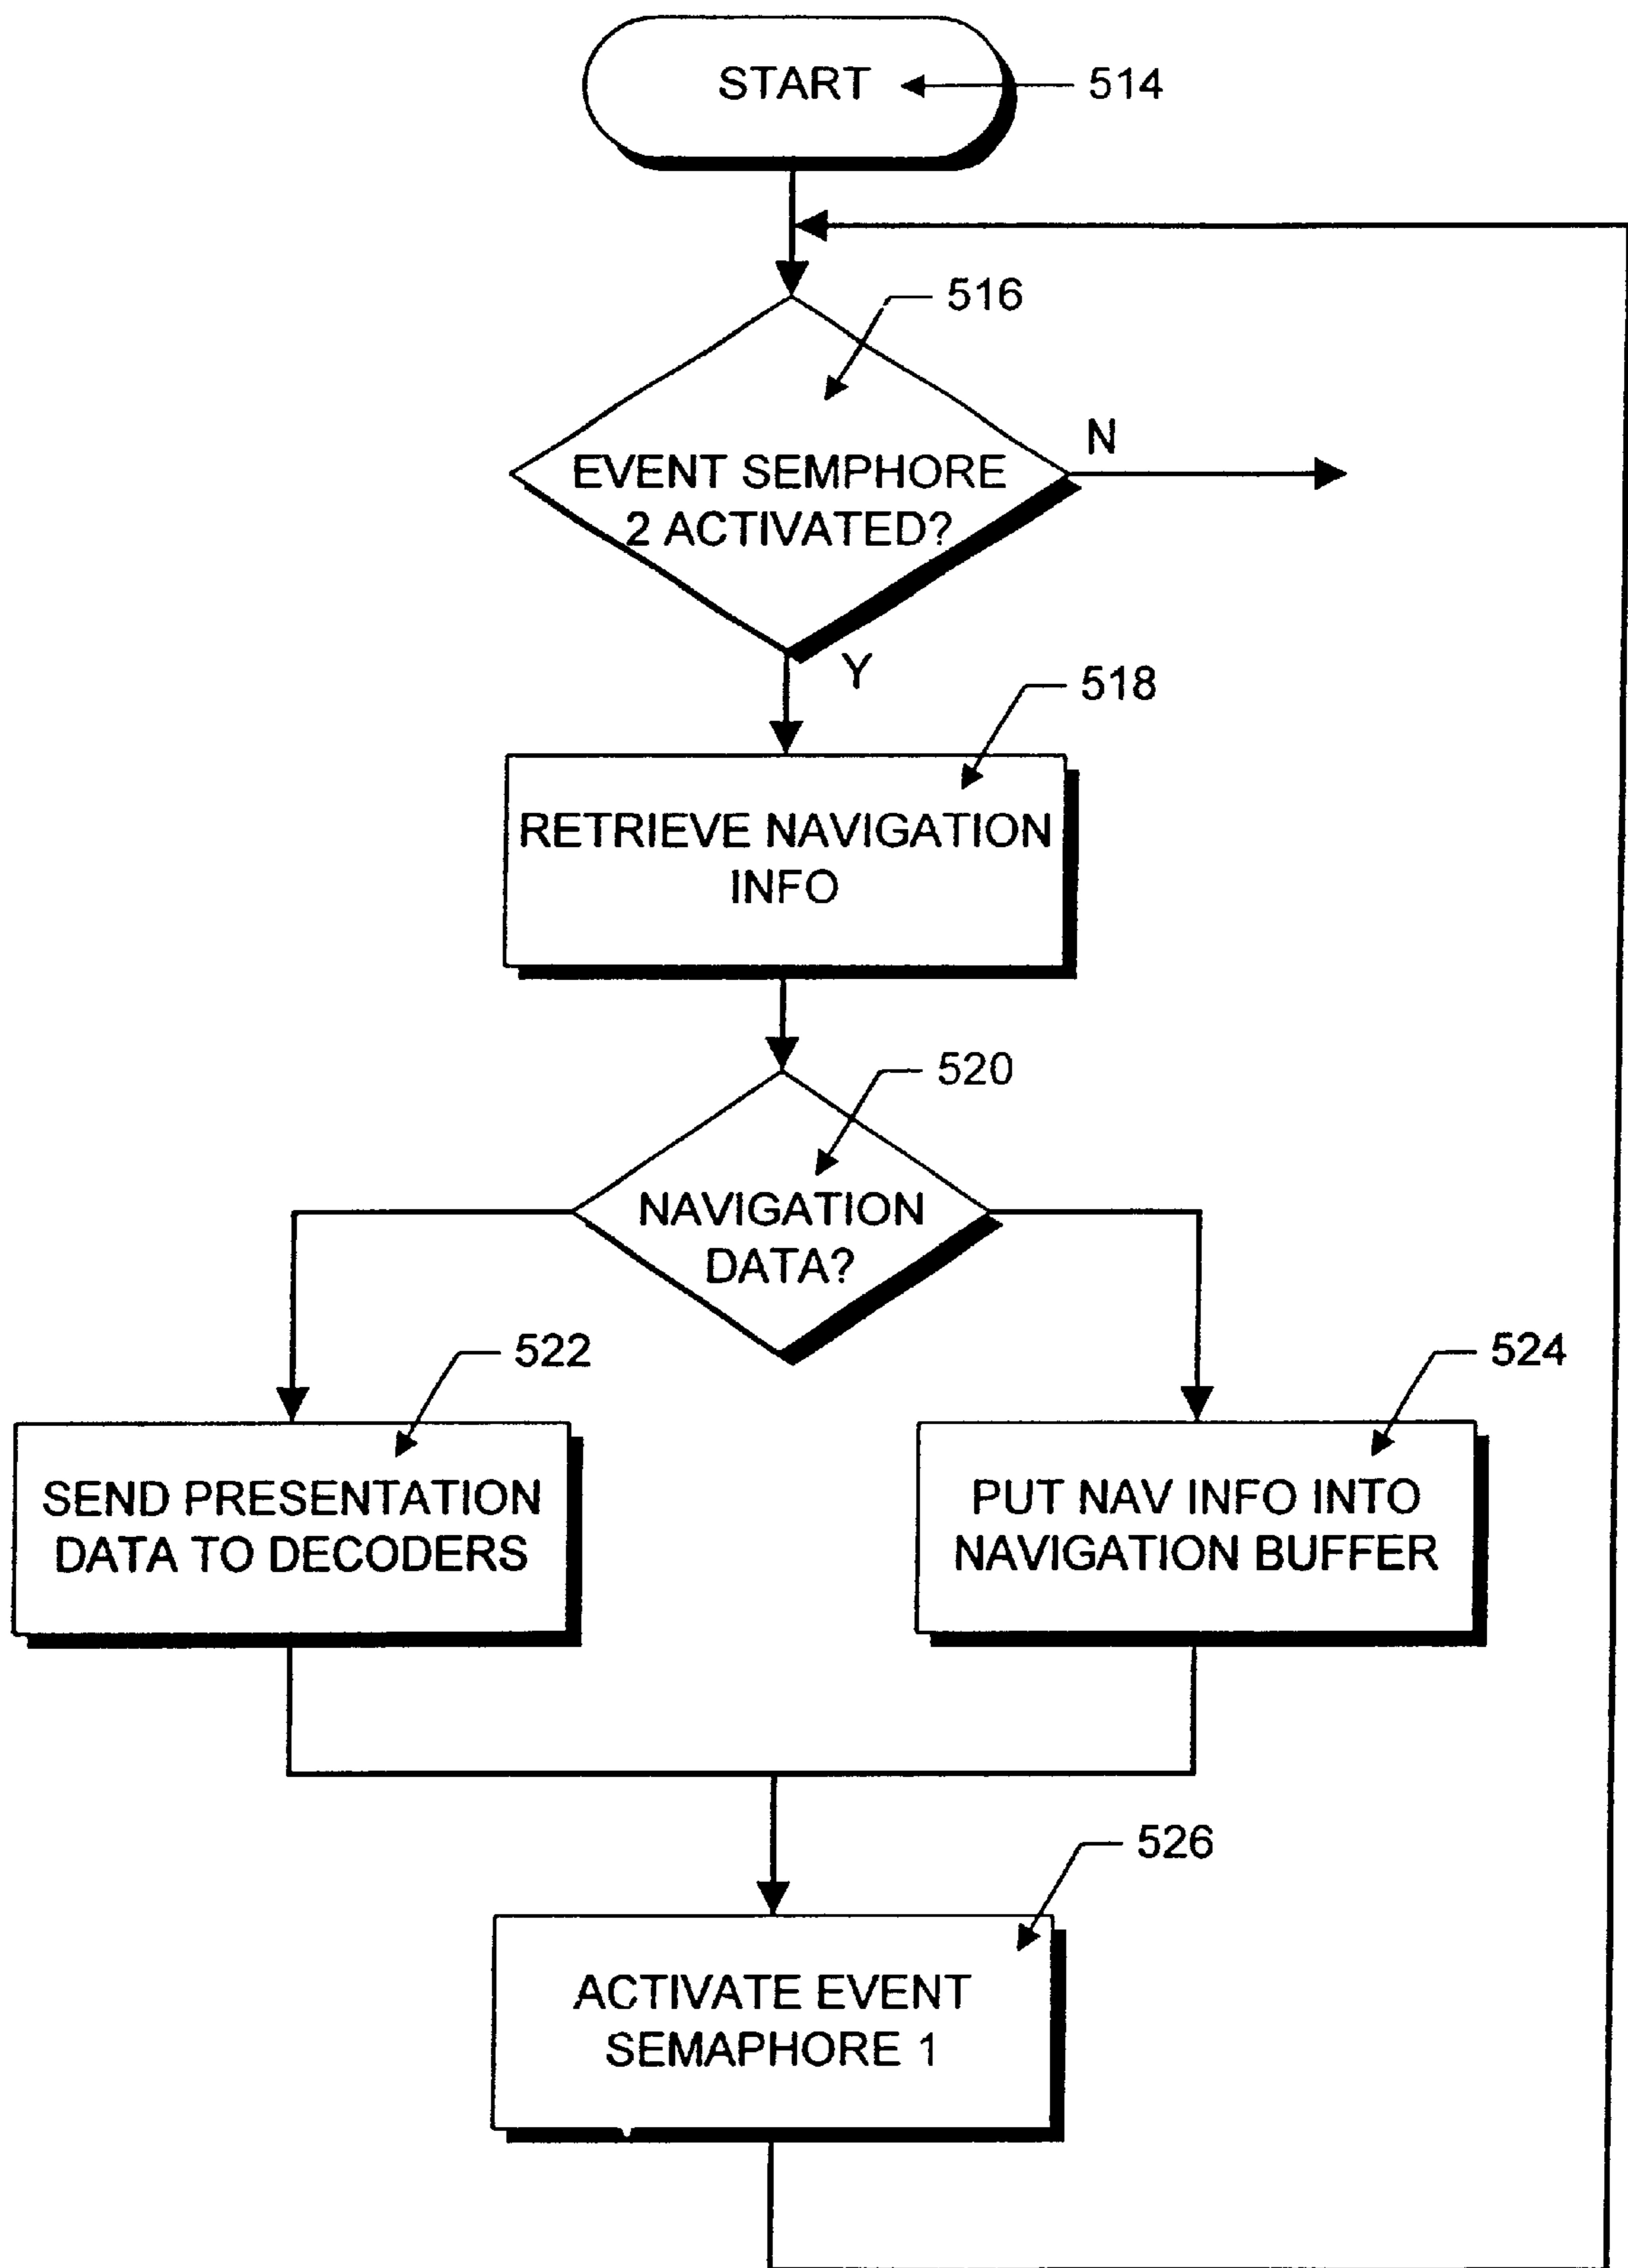 START
514
516
EVENT SEMPHORE
2 ACTIVATED?
N
Y
518
RETRIEVE NAVIGATION
INFO
520
NAVIGATION
DATA?
522
524
SEND PRESENTATION
DATA TO DECODERS
PUT NAV INFO INTO
NAVIGATION BUFFER
526
ACTIVATE EVENT
SEMAPHORE 1